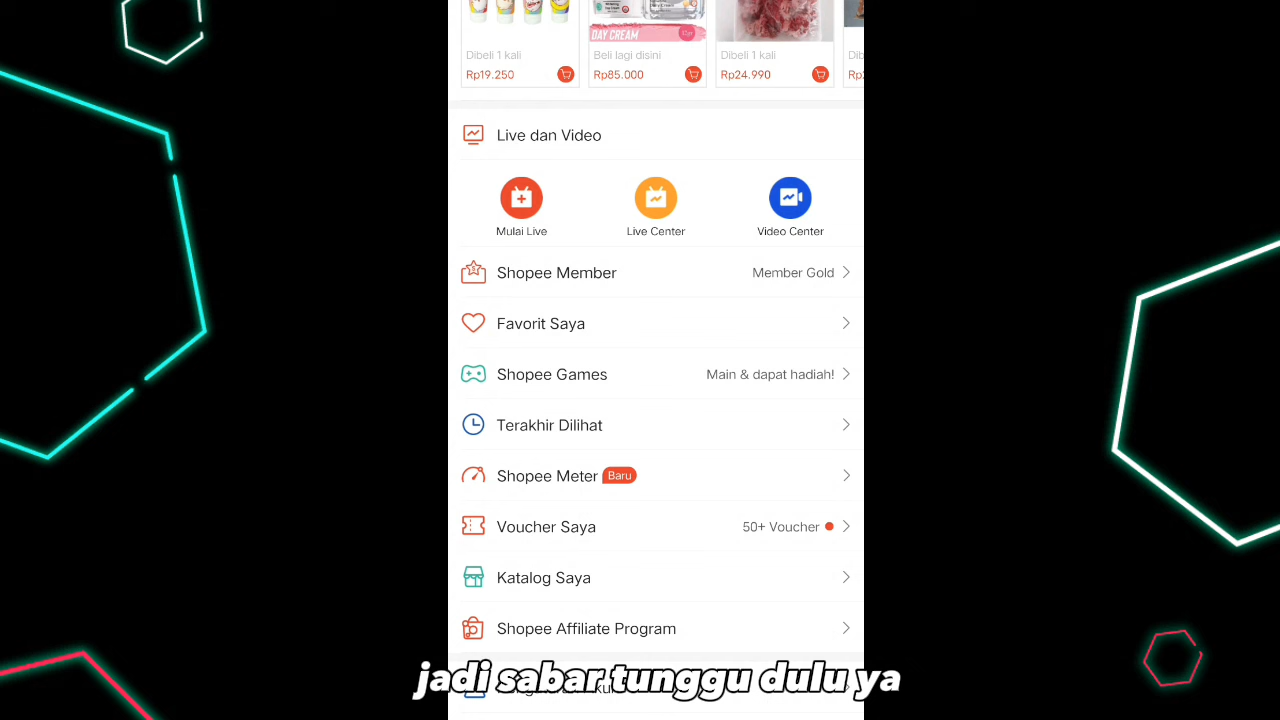 DAY CREAM
Dibeli 1 kali
Beli lagi disini
Dibeli 1 kali
Rp19.250
Rp85.000
Rp24.990
Live dan Video
Mulai Live
Live Center
Video Center
Shopee Member
Member Gold
Favorit Saya
Shopee Games
Main & dapat hadiah!
Terakhir Dilihat
Shopee Meter
Baru
Voucher Saya
50+ Voucher
Katalog Saya
Shopee Affiliate Program
jadi sabar tunggu dulu ya